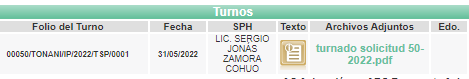 Turnos
Folio del Turno Fecha SPH Texto Archivos Adjuntos Edo.
00050/TONANI/IP/2022/TSP/0001 31/05/2022 LIC. SERGIO JONÁS ZAMORA COHUO turnado solicitud 50-2022.pdf